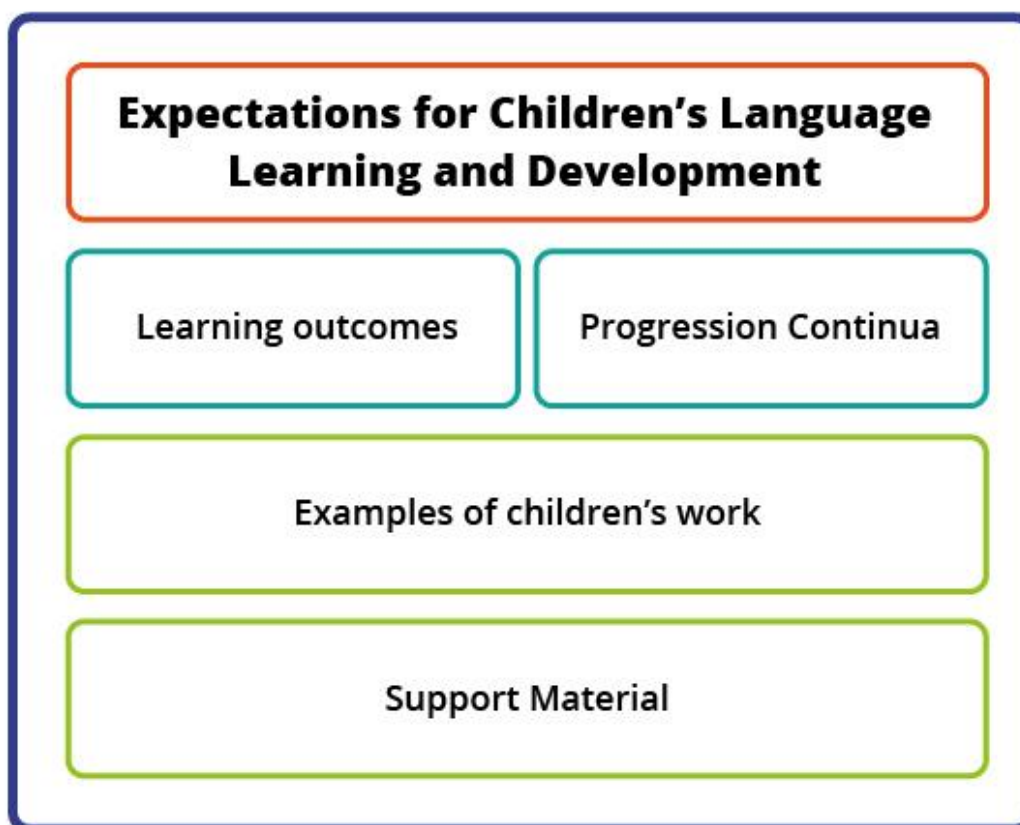 Expectations for Children’s Language
Learning and Development
Learning outcomes
Progression Continua
Examples of children’s work
Support Material